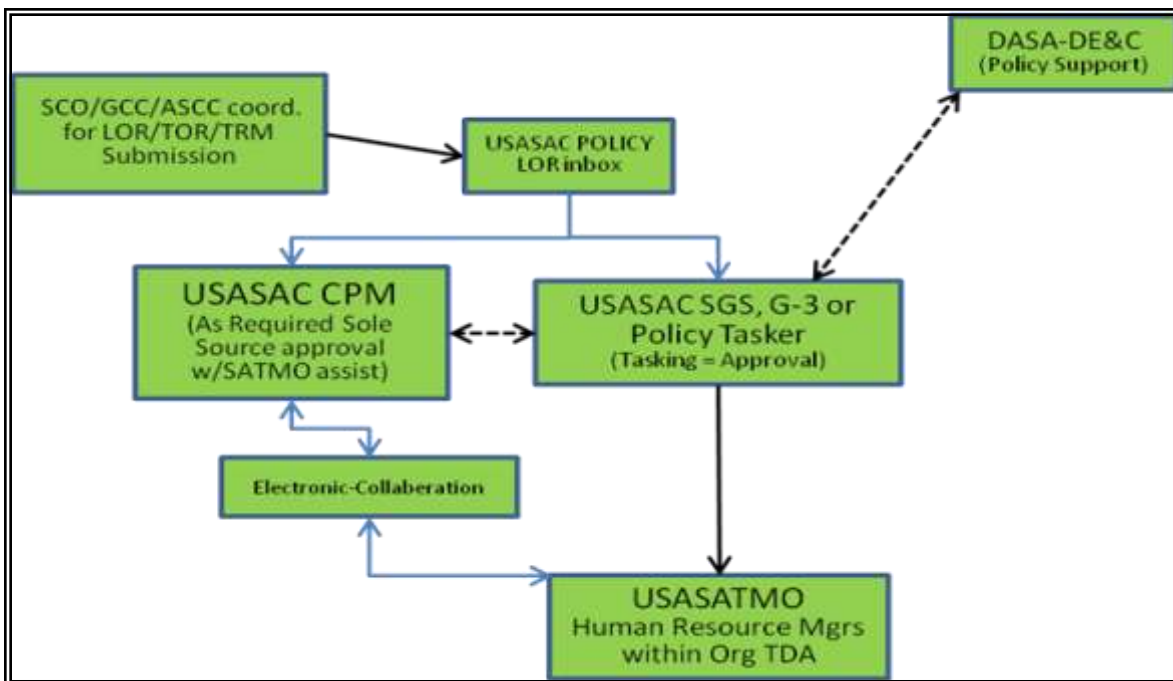 DASA-DE&C
(Policy Support)
SCO/GCC/ASCC coord.
for LOR/TOR/TRM
Submission
USASAC POLICY
LOR inbox
USASAC CPM
(As Required Sole
Source approval
w/SATMO assist)
USASAC SGS, G-3 or
Policy Tasker
(Tasking = Approval)
Electronic-Collaberation
USASATMO
Human Resource Mgrs
within Org TDA